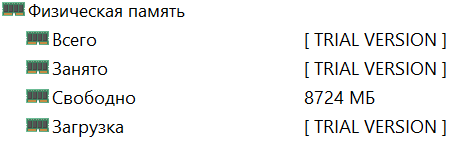 Физическая память
Всего [ TRIAL VERSION ]
Занято [ TRIAL VERSION ]
Свободно 8724 МБ
Загрузка [ TRIAL VERSION ]